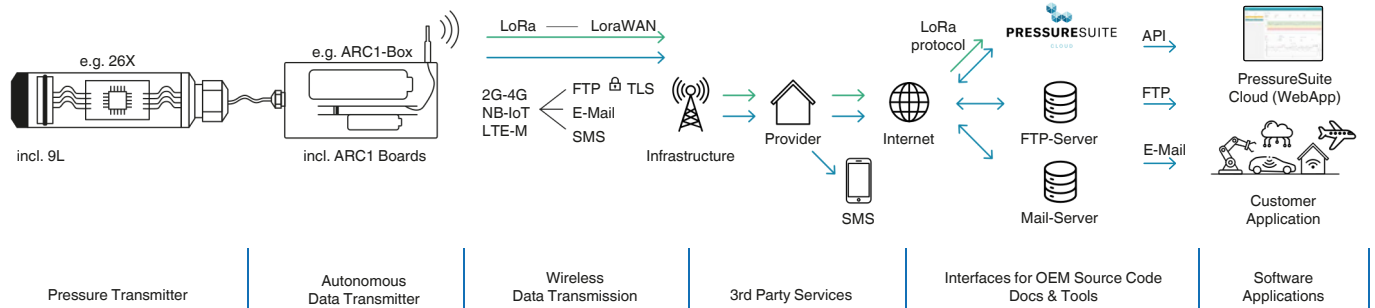 e.g. 26X
incl. 9L
e.g. ARC1-Box
incl. ARC1 Boards
LoRa
LoraWAN
2G-4G
NB-IoT
LTE-M
FTP
TLS
E-Mail
SMS
Infrastructure
Provider
SMS
Internet
LoRa
protocol
PRESSURESUITE
CLOUD
FTP-Server
Mail-Server
API
FTP
E-Mail
PressureSuite
Cloud (WebApp)
Customer
Application
Pressure Transmitter
Autonomous
Data Transmitter
Wireless
Data Transmission
3rd Party Services
Interfaces for OEM Source Code
Docs & Tools
Software
Applications